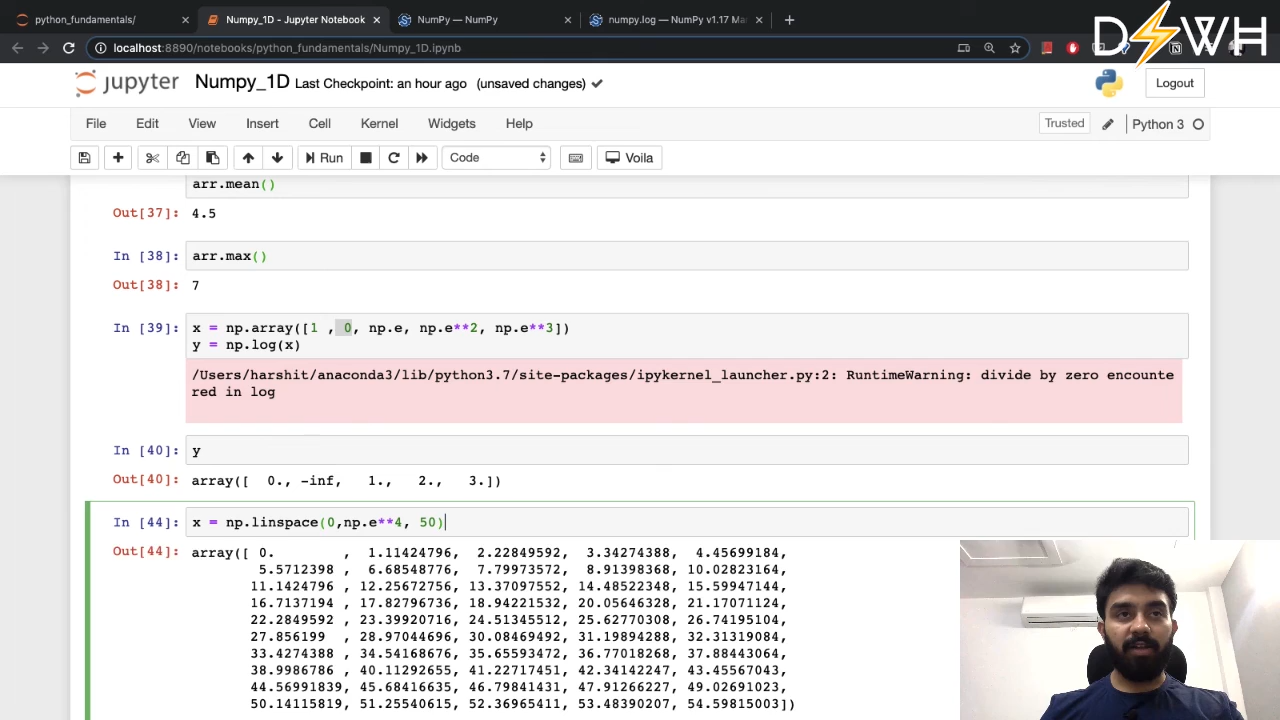 python_fundamentals/
Numpy_1D - Jupyter Notebook
NumPy — NumPy
numpy.log — NumPy v1.17 Ma
localhost:8890/notebooks/python_fundamentals/Numpy_1D.ipynb
DSWH
jupyter Numpy_1D Last Checkpoint: an hour ago (unsaved changes)
Logout
File Edit View Insert Cell Kernel Widgets Help
Trusted Python 3
Run Code Voila
arr.mean()
Out[37]: 4.5
In [38]: arr.max()
Out[38]: 7
In [39]: x = np.array([1 , 0, np.e, np.e**2, np.e**3])
y = np.log(x)
/Users/harshit/anaconda3/lib/python3.7/site-packages/ipykernel_launcher.py:2: RuntimeWarning: divide by zero encounte
red in log
In [40]: y
Out[40]: array([ 0., -inf, 1., 2., 3.])
In [44]: x = np.linspace(0,np.e**4, 50)
Out[44]: array([ 0. , 1.11424796, 2.22849592, 3.34274388, 4.45699184,
5.5712398 , 6.68548776, 7.79973572, 8.91398368, 10.02823164,
11.1424796 , 12.25672756, 13.37097552, 14.48522348, 15.59947144,
16.7137194 , 17.82796736, 18.94221532, 20.05646328, 21.17071124,
22.2849592 , 23.39920716, 24.51345512, 25.62770308, 26.74195104,
27.856199 , 28.97044696, 30.08469492, 31.19894288, 32.31319084,
33.4274388 , 34.54168676, 35.65593472, 36.77018268, 37.88443064,
38.9986786 , 40.11292655, 41.22717451, 42.34142247, 43.45567043,
44.56991839, 45.68416635, 46.79841431, 47.91266227, 49.02691023,
50.14115819, 51.25540615, 52.36965411, 53.48390207, 54.59815003])